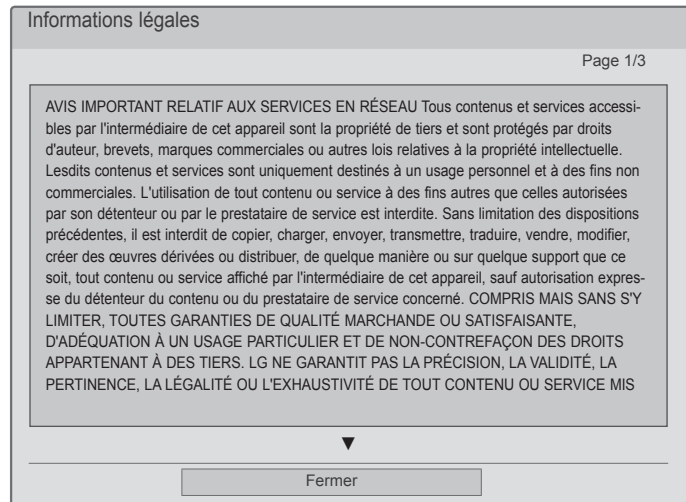 Informations légales
Page 1/3
AVIS IMPORTANT RELATIF AUX SERVICES EN RÉSEAU Tous contenus et services accessi-
bles par l'intermédiaire de cet appareil sont la propriété de tiers et sont protégés par droits
d'auteur, brevets, marques commerciales ou autres lois relatives à la propriété intellectuelle.
Lesdits contenus et services sont uniquement destinés à un usage personnel et à des fins non
commerciales. L'utilisation de tout contenu ou service à des fins autres que celles autorisées
par son détenteur ou par le prestataire de service est interdite. Sans limitation des dispositions
précédentes, il est interdit de copier, charger, envoyer, transmettre, traduire, vendre, modifier,
créer des œuvres dérivées ou distribuer, de quelque manière ou sur quelque support que ce
soit, tout contenu ou service affiché par l'intermédiaire de cet appareil, sauf autorisation expres-
se du détenteur du contenu ou du prestataire de service concerné. COMPRIS MAIS SANS S'Y
LIMITER, TOUTES GARANTIES DE QUALITÉ MARCHANDE OU SATISFAISANTE,
D'ADÉQUATION À UN USAGE PARTICULIER ET DE NON-CONTREFAÇON DES DROITS
APPARTENANT À DES TIERS. LG NE GARANTIT PAS LA PRÉCISION, LA VALIDITÉ, LA
PERTINENCE, LA LÉGALITÉ OU L'EXHAUSTIVITÉ DE TOUT CONTENU OU SERVICE MIS
▼
Fermer